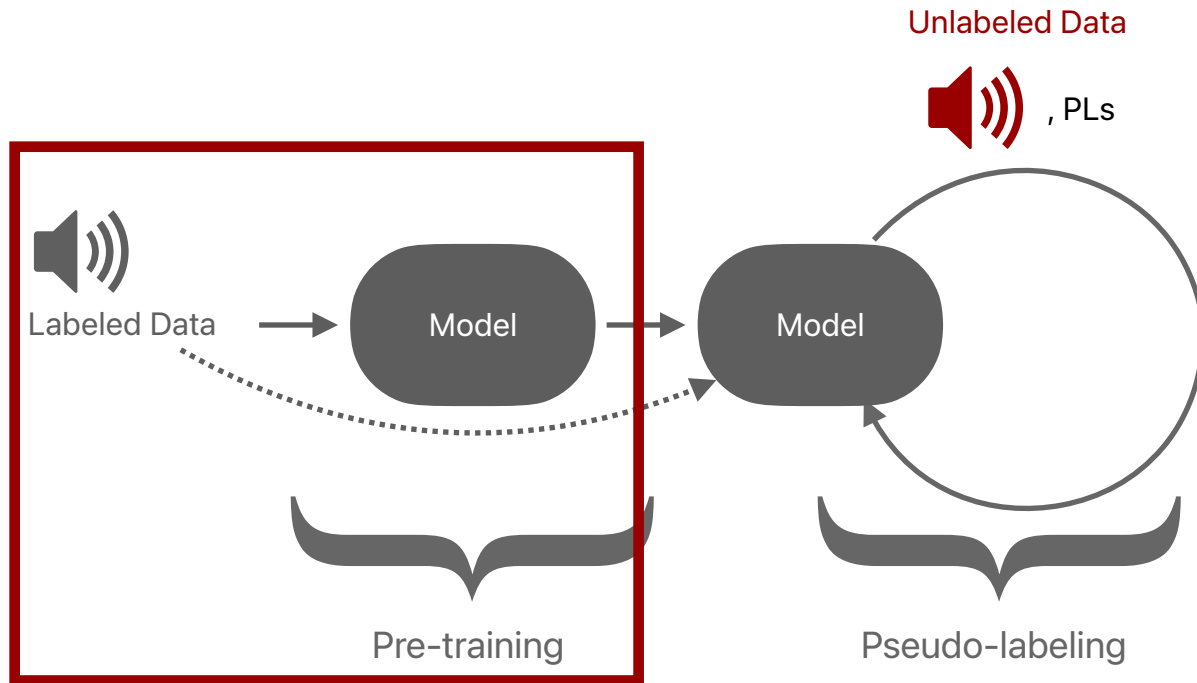 Unlabeled Data
, PLs
Labeled Data
Model
Model
Pre-training
Pseudo-labeling